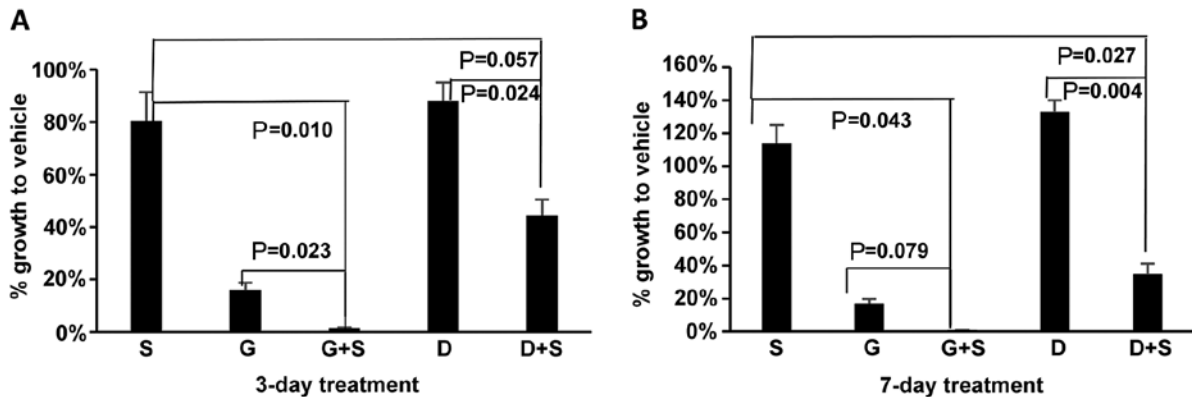 A
% growth to vehicle
100%
80%
60%
40%
20%
0%
P=0.057
P=0.024
P=0.010
P=0.023
S G G+S D D+S
3-day treatment
B
% growth to vehicle
160%
140%
120%
100%
80%
60%
40%
20%
0%
P=0.027
P=0.004
P=0.043
P=0.079
S G G+S D D+S
7-day treatment